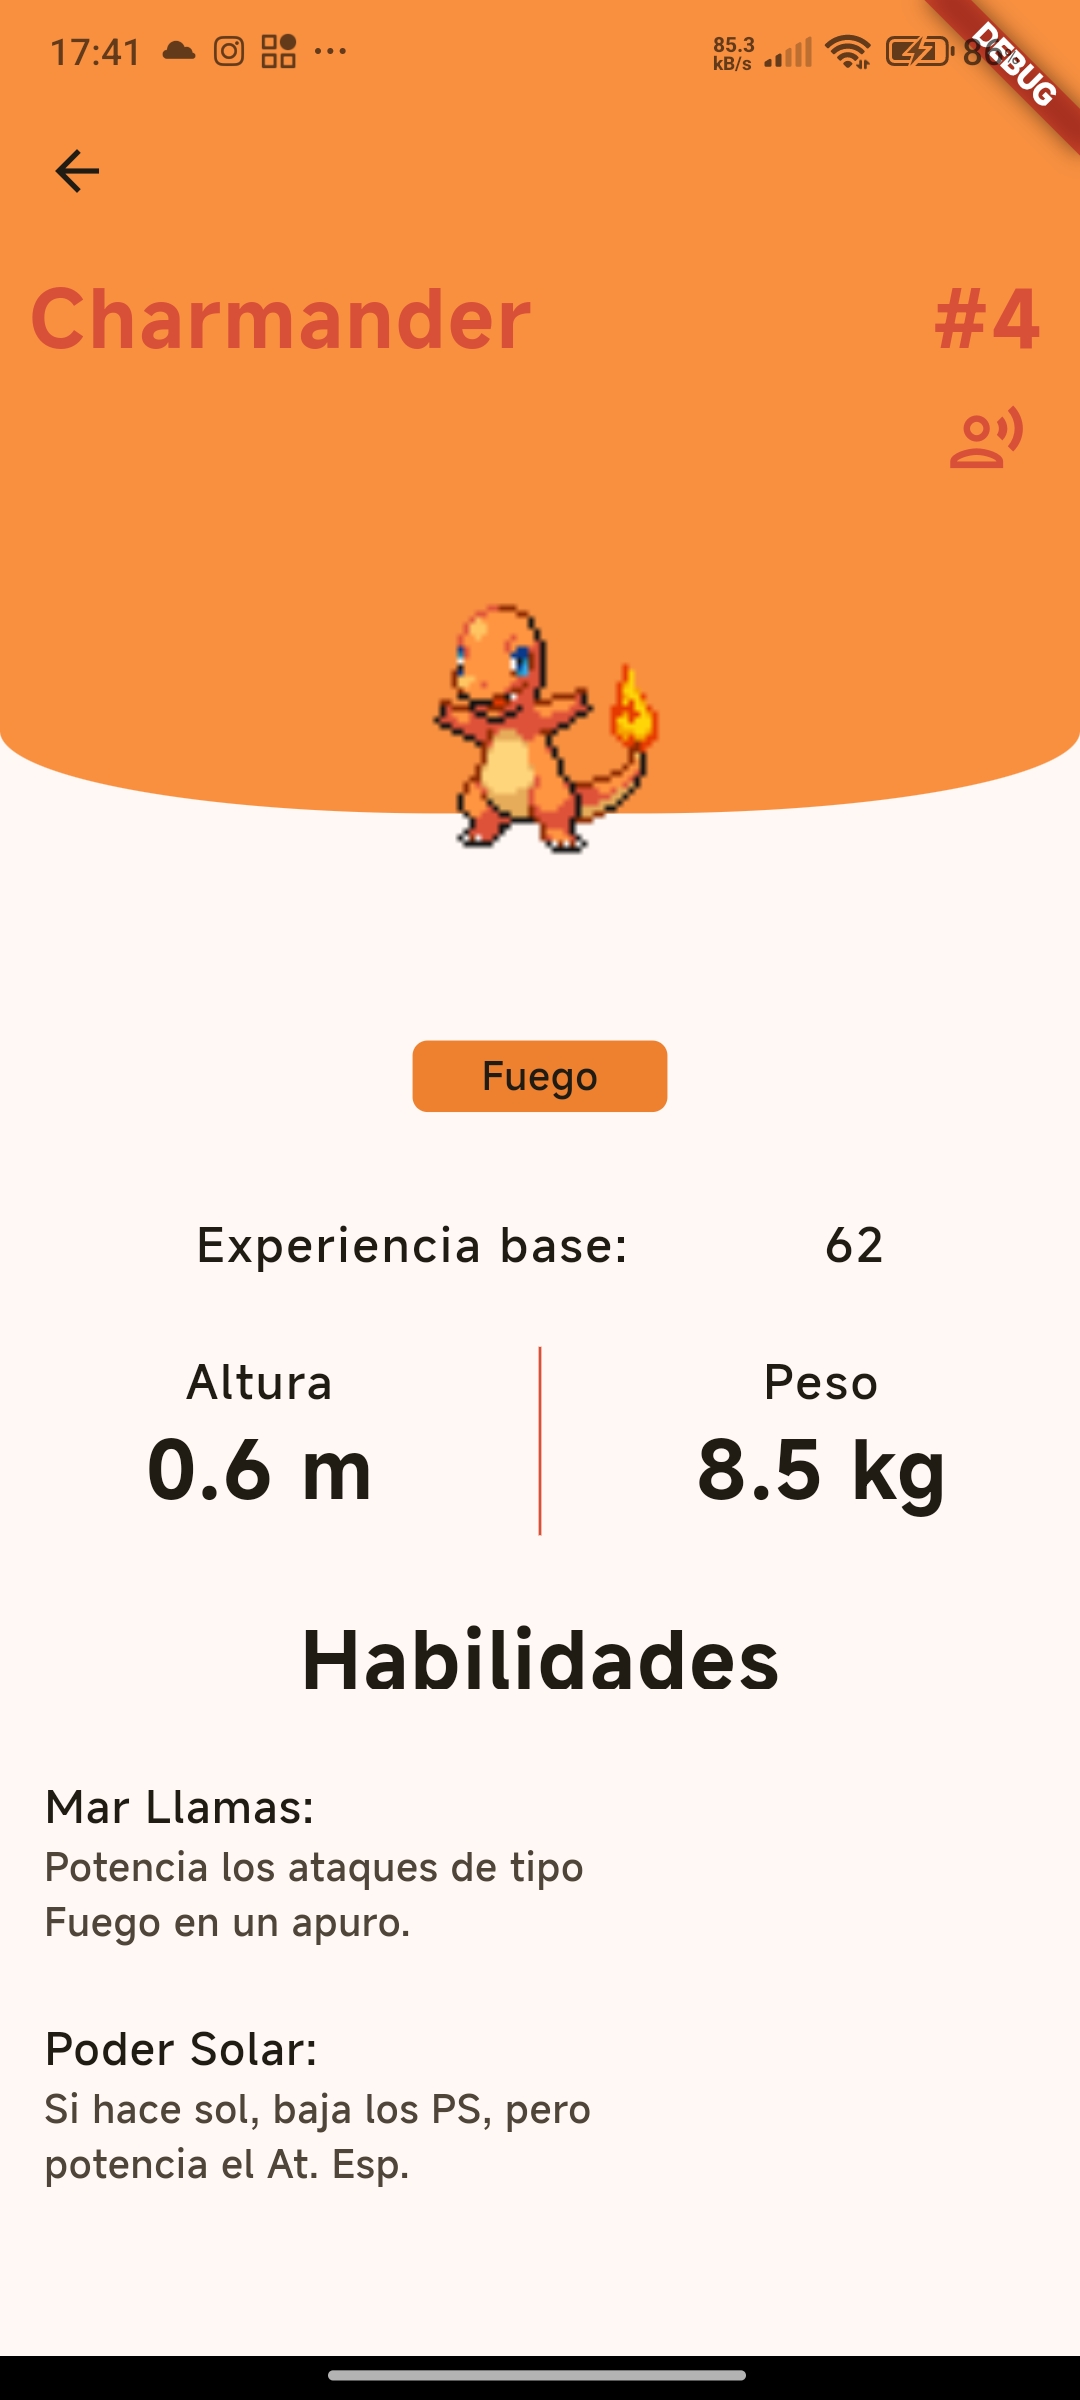 17:41
85.3
kB/s
DEBUG
Charmander
#4
Fuego
Experiencia base: 62
Altura
Peso
0.6 m
8.5 kg
Habilidades
Mar Llamas:
Potencia los ataques de tipo
Fuego en un apuro.
Poder Solar:
Si hace sol, baja los PS, pero
potencia el At. Esp.